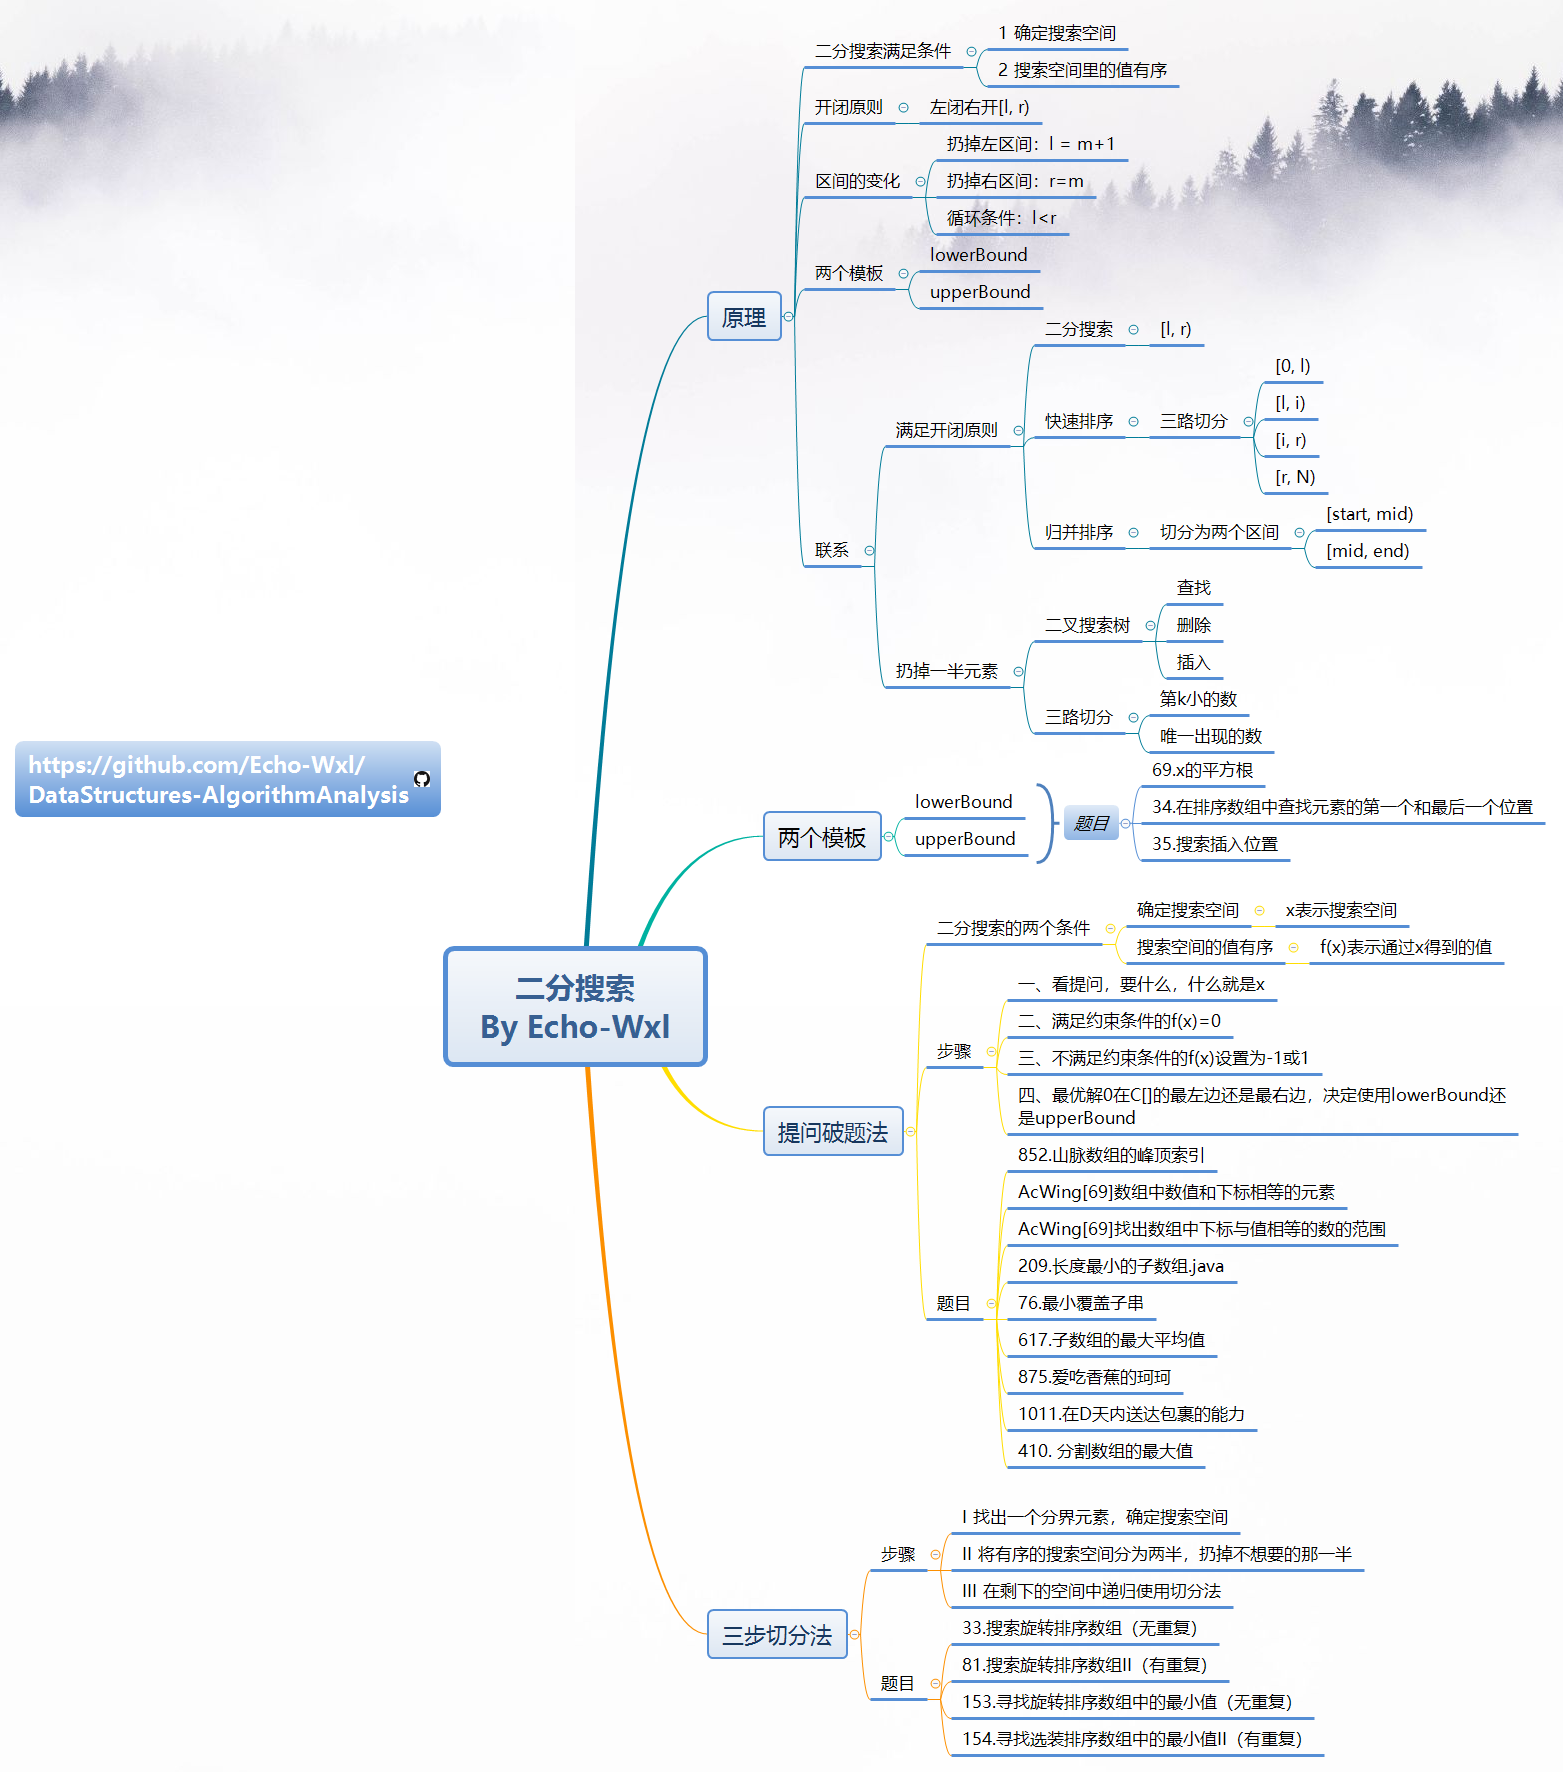 二分搜索满足条件
1 确定搜索空间
2 搜索空间里的值有序
开闭原则
左闭右开[l, r)
区间的变化
扔掉左区间：l = m+1
扔掉右区间：r=m
循环条件：l<r
两个模板
lowerBound
upperBound
原理
联系
满足开闭原则
二分搜索
[l, r)
快速排序
三路切分
[0, l)
[l, i)
[i, r)
[r, N)
归并排序
切分为两个区间
[start, mid)
[mid, end)
扔掉一半元素
二叉搜索树
查找
删除
插入
三路切分
第k小的数
唯一出现的数
https://github.com/Echo-Wxl/
DataStructures-AlgorithmAnalysis
两个模板
lowerBound
upperBound
题目
69.x的平方根
34.在排序数组中查找元素的第一个和最后一个位置
35.搜索插入位置
二分搜索
By Echo-Wxl
提问破题法
二分搜索的两个条件
确定搜索空间
x表示搜索空间
搜索空间的值有序
f(x)表示通过x得到的值
步骤
一、看提问，要什么，什么就是x
二、满足约束条件的f(x)=0
三、不满足约束条件的f(x)设置为-1或1
四、最优解0在C[]的最左边还是最右边，决定使用lowerBound还
是upperBound
题目
852.山脉数组的峰顶索引
AcWing[69]数组中数值和下标相等的元素
AcWing[69]找出数组中下标与值相等的数的范围
209.长度最小的子数组.java
76.最小覆盖子串
617.子数组的最大平均值
875.爱吃香蕉的珂珂
1011.在D天内送达包裹的能力
410. 分割数组的最大值
三步切分法
步骤
I 找出一个分界元素，确定搜索空间
II 将有序的搜索空间分为两半，扔掉不想要的那一半
III 在剩下的空间中递归使用切分法
题目
33.搜索旋转排序数组（无重复）
81.搜索旋转排序数组II（有重复）
153.寻找旋转排序数组中的最小值（无重复）
154.寻找选装排序数组中的最小值II（有重复）